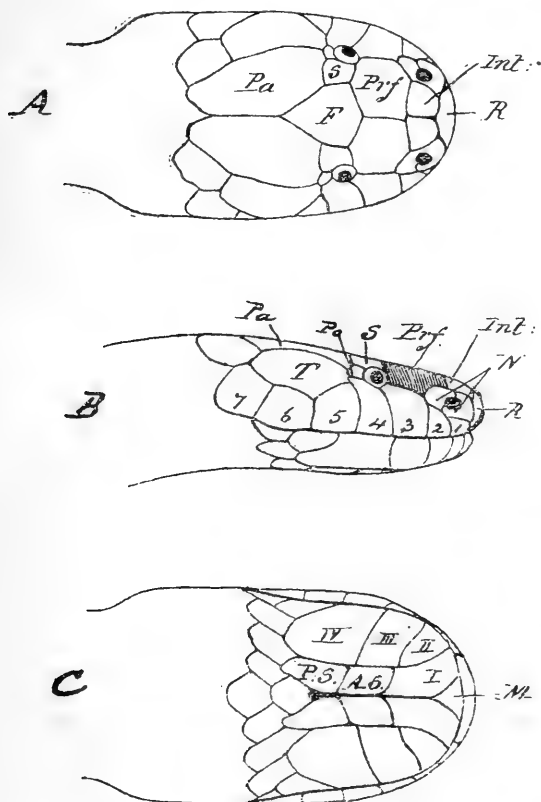 A
Pa
S
Prf
F
Int:
R
B
Pa
Po
S
Prf.
Int:
N
T
R
7
6
5
4
3
2
1
C
IV
III
II
I
P.S.
A.S.
M